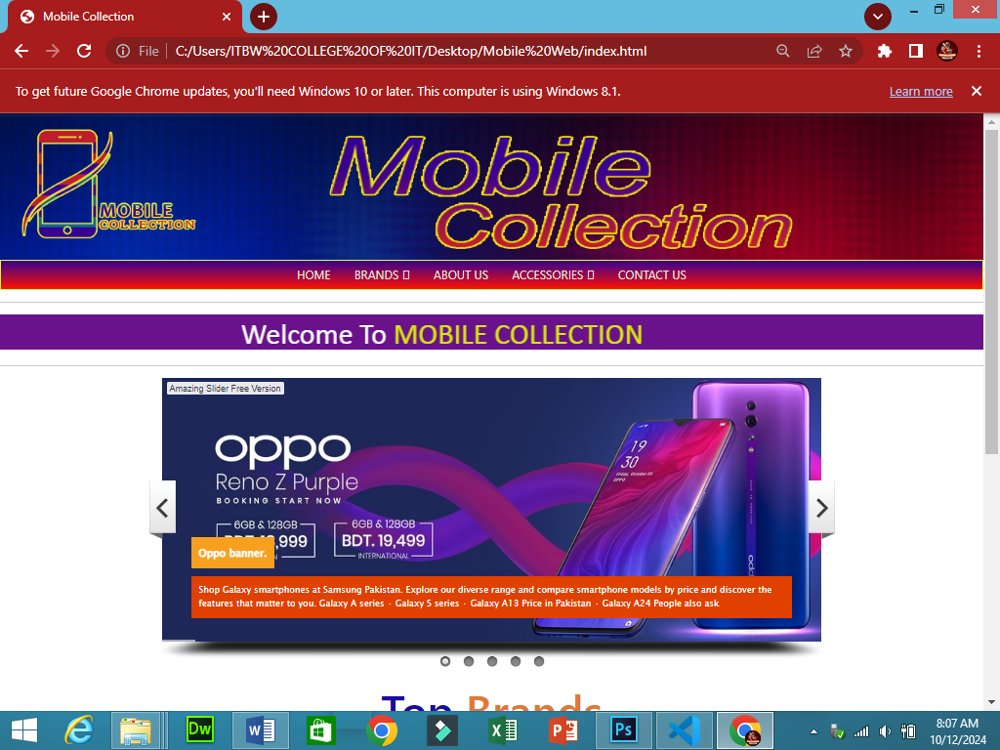 Mobile Collection
File
C:/Users/ITBW%20COLLEGE%20OF%20IT/Desktop/Mobile%20Web/index.html
To get future Google Chrome updates, you'll need Windows 10 or later. This computer is using Windows 8.1.
Learn more
MOBILE
COLLECTION
Mobile
Collection
HOME
BRANDS
ABOUT US
ACCESSORIES
CONTACT US
Welcome To MOBILE COLLECTION
Amazing Slider Free Version
oppo
Reno Z Purple
BOOKING START NOW
6GB & 128GB
6GB & 128GB
BDT. 19,499
INTERNATIONAL
19
30
Friday, October 20
OPPO
oppo
Oppo banner.
Shop Galaxy smartphones at Samsung Pakistan. Explore our diverse range and compare smartphone models by price and discover the
features that matter to you. Galaxy A series · Galaxy S series · Galaxy A13 Price in Pakistan · Galaxy A24 People also ask
Top Brands
Dw
W
X
P
Ps
8:07 AM
10/12/2024